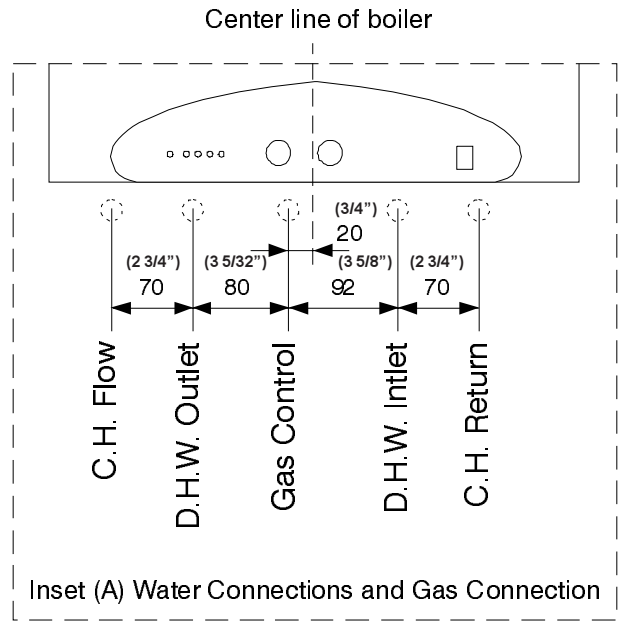 Center line of boiler
(3/4")
20
(2 3/4") (3 5/32") (3 5/8") (2 3/4")
70 80 92 70
C.H. Flow
D.H.W. Outlet
Gas Control
D.H.W. Intlet
C.H. Return
Inset (A) Water Connections and Gas Connection